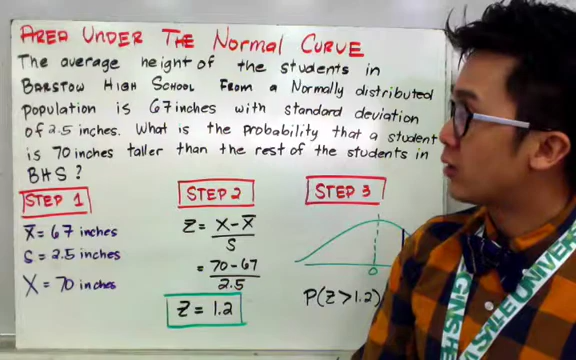 AREA UNDER THE NORMAL CURVE
The average height of the students in
BARSTOW HIGH SCHOOL FROM A NORMALLY distributed
population is 67 inches with standard deviation
of 2.5 inches. What is the probability that a student
is 70 inches taller than the rest of the students in
BHS?
STEP 1
X̄ = 67 inches
S = 2.5 inches
X = 70 inches
STEP 2
Z = X - X̄
S
= 70 - 67
2.5
Z = 1.2
STEP 3
0
P(Z > 1.2)
SMILE UNIVERS